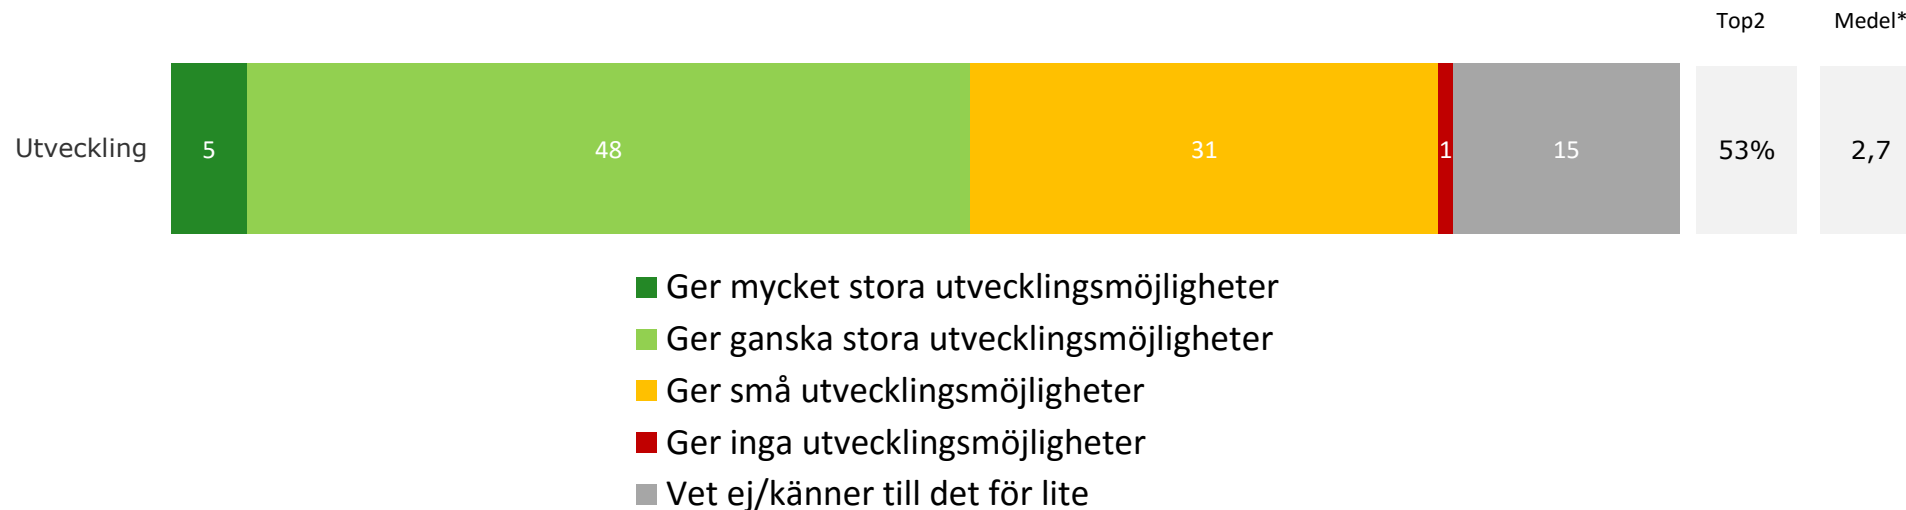 Top2 Medel*
Utveckling 5 48 31 1 15 53% 2,7
Ger mycket stora utvecklingsmöjligheter
Ger ganska stora utvecklingsmöjligheter
Ger små utvecklingsmöjligheter
Ger inga utvecklingsmöjligheter
Vet ej/känner till det för lite